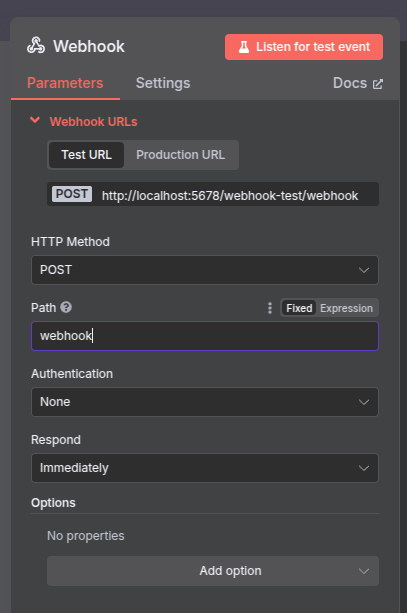 Webhook
Listen for test event
Parameters Settings Docs
Webhook URLs
Test URL Production URL
POST http://localhost:5678/webhook-test/webhook
HTTP Method
POST
Path Fixed Expression
webhook
Authentication
None
Respond
Immediately
Options
No properties
Add option